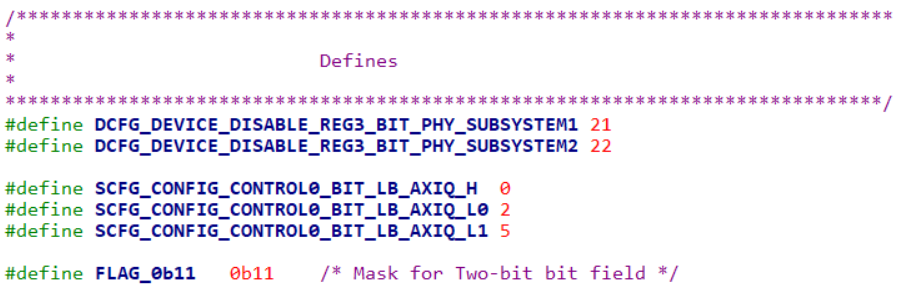 /******************************************************************************
*
*                           Defines
*
******************************************************************************/
#define DCFG_DEVICE_DISABLE_REG3_BIT_PHY_SUBSYSTEM1 21
#define DCFG_DEVICE_DISABLE_REG3_BIT_PHY_SUBSYSTEM2 22
#define SCFG_CONFIG_CONTROL0_BIT_LB_AXIQ_H  0
#define SCFG_CONFIG_CONTROL0_BIT_LB_AXIQ_L0 2
#define SCFG_CONFIG_CONTROL0_BIT_LB_AXIQ_L1 5
#define FLAG_0b11   0b11    /* Mask for Two-bit bit field */